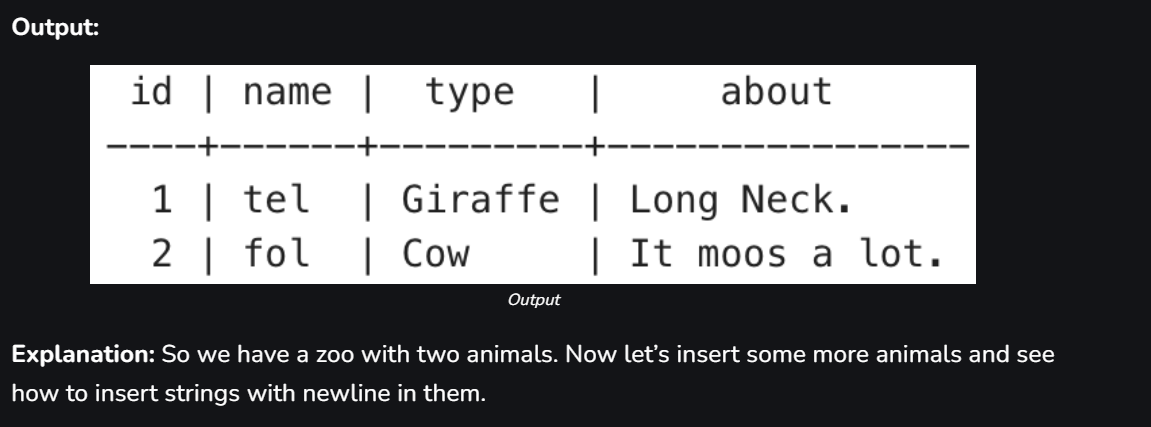 Output:
id | name | type | about
----+------+---------+----------------
1 | tel | Giraffe | Long Neck.
2 | fol | Cow | It moos a lot.
Output
Explanation: So we have a zoo with two animals. Now let’s insert some more animals and see
how to insert strings with newline in them.